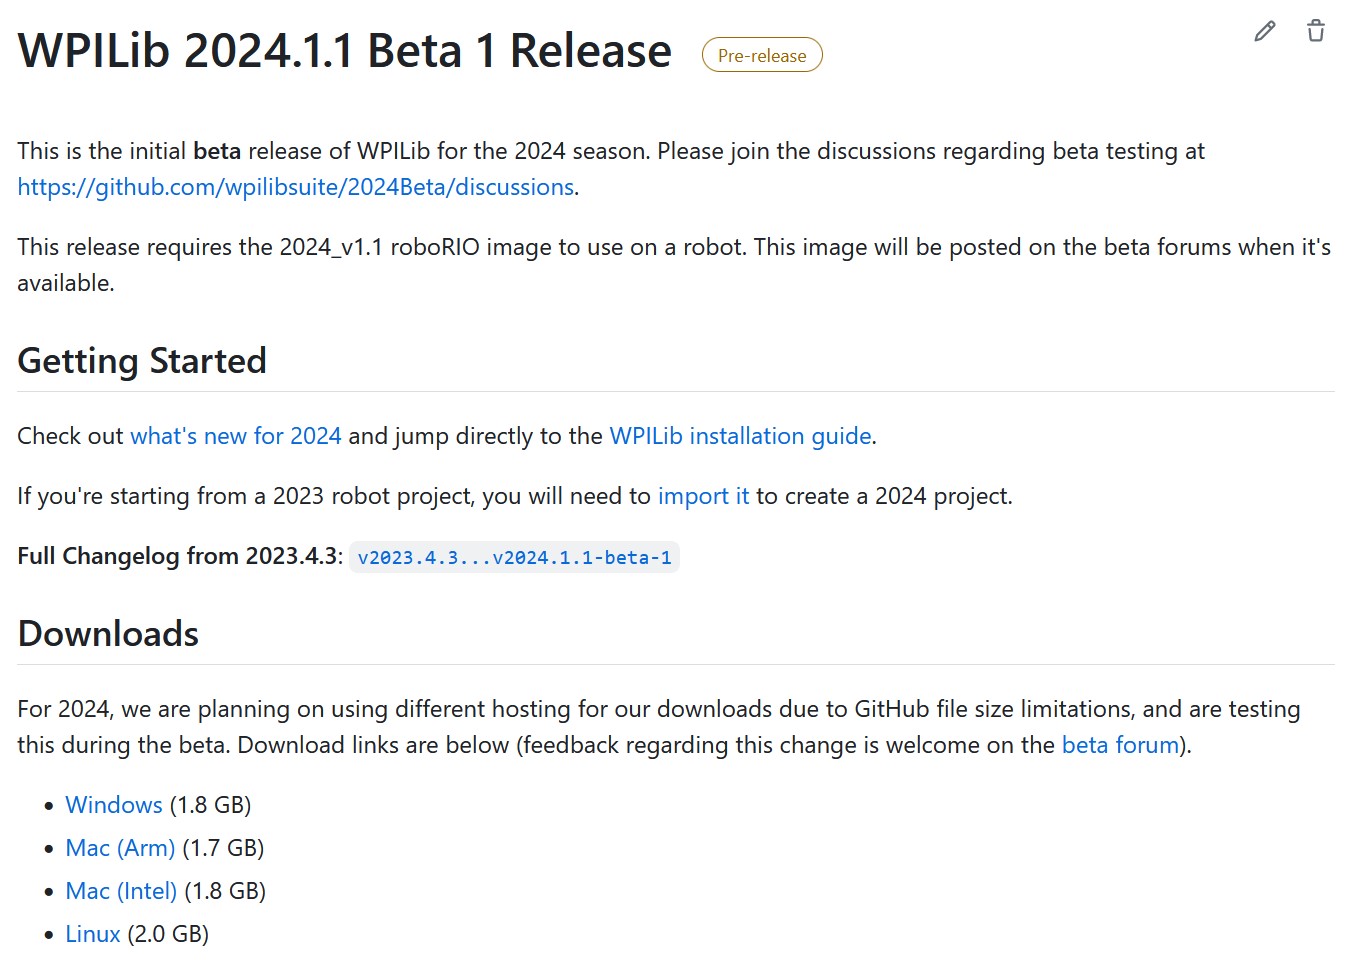 WPILib 2024.1.1 Beta 1 Release Pre-release
This is the initial beta release of WPILib for the 2024 season. Please join the discussions regarding beta testing at
https://github.com/wpilibsuite/2024Beta/discussions.
This release requires the 2024_v1.1 roboRIO image to use on a robot. This image will be posted on the beta forums when it's
available.
Getting Started
Check out what's new for 2024 and jump directly to the WPILib installation guide.
If you're starting from a 2023 robot project, you will need to import it to create a 2024 project.
Full Changelog from 2023.4.3: v2023.4.3...v2024.1.1-beta-1
Downloads
For 2024, we are planning on using different hosting for our downloads due to GitHub file size limitations, and are testing
this during the beta. Download links are below (feedback regarding this change is welcome on the beta forum).
• Windows (1.8 GB)
• Mac (Arm) (1.7 GB)
• Mac (Intel) (1.8 GB)
• Linux (2.0 GB)